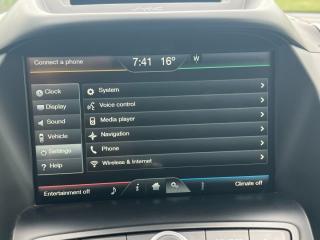 Connect a phone
7:41 16°
W
Clock
Display
Sound
Vehicle
Settings
? Help
System
Voice control
Media player
Navigation
Phone
Wireless & Internet
Entertainment off
i
Climate off